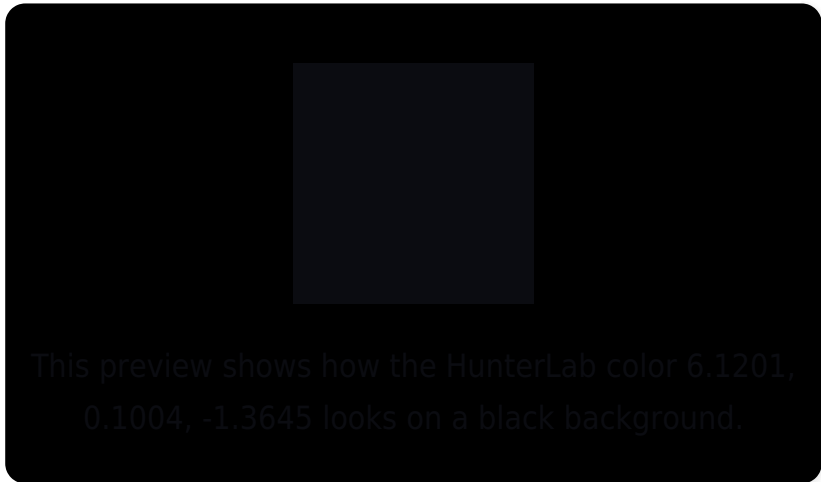 This preview shows how the HunterLab color 6.1201,
0.1004, -1.3645 looks on a black background.